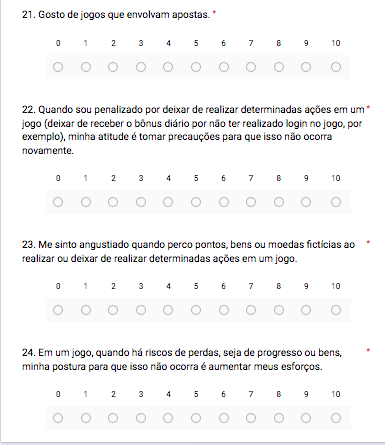 21. Gosto de jogos que envolvam apostas. *
0 1 2 3 4 5 6 7 8 9 10
22. Quando sou penalizado por deixar de realizar determinadas ações em um *
jogo (deixar de receber o bônus diário por não ter realizado login no jogo, por
exemplo), minha atitude é tomar precauções para que isso não ocorra
novamente.
0 1 2 3 4 5 6 7 8 9 10
23. Me sinto angustiado quando perco pontos, bens ou moedas fictícias ao *
realizar ou deixar de realizar determinadas ações em um jogo.
0 1 2 3 4 5 6 7 8 9 10
24. Em um jogo, quando há riscos de perdas, seja de progresso ou bens, *
minha postura para que isso não ocorra é aumentar meus esforços.
0 1 2 3 4 5 6 7 8 9 10